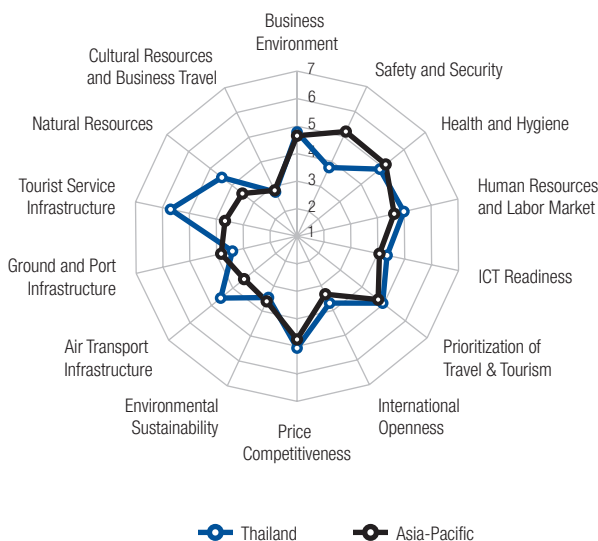 Business
Environment
Cultural Resources
and Business Travel
Safety and Security
Natural Resources
Health and Hygiene
Tourist Service
Infrastructure
Human Resources
and Labor Market
Ground and Port
Infrastructure
ICT Readiness
Air Transport
Infrastructure
Prioritization of
Travel & Tourism
Environmental
Sustainability
International
Openness
Price
Competitiveness
7
6
5
4
3
2
1
Thailand
Asia-Pacific